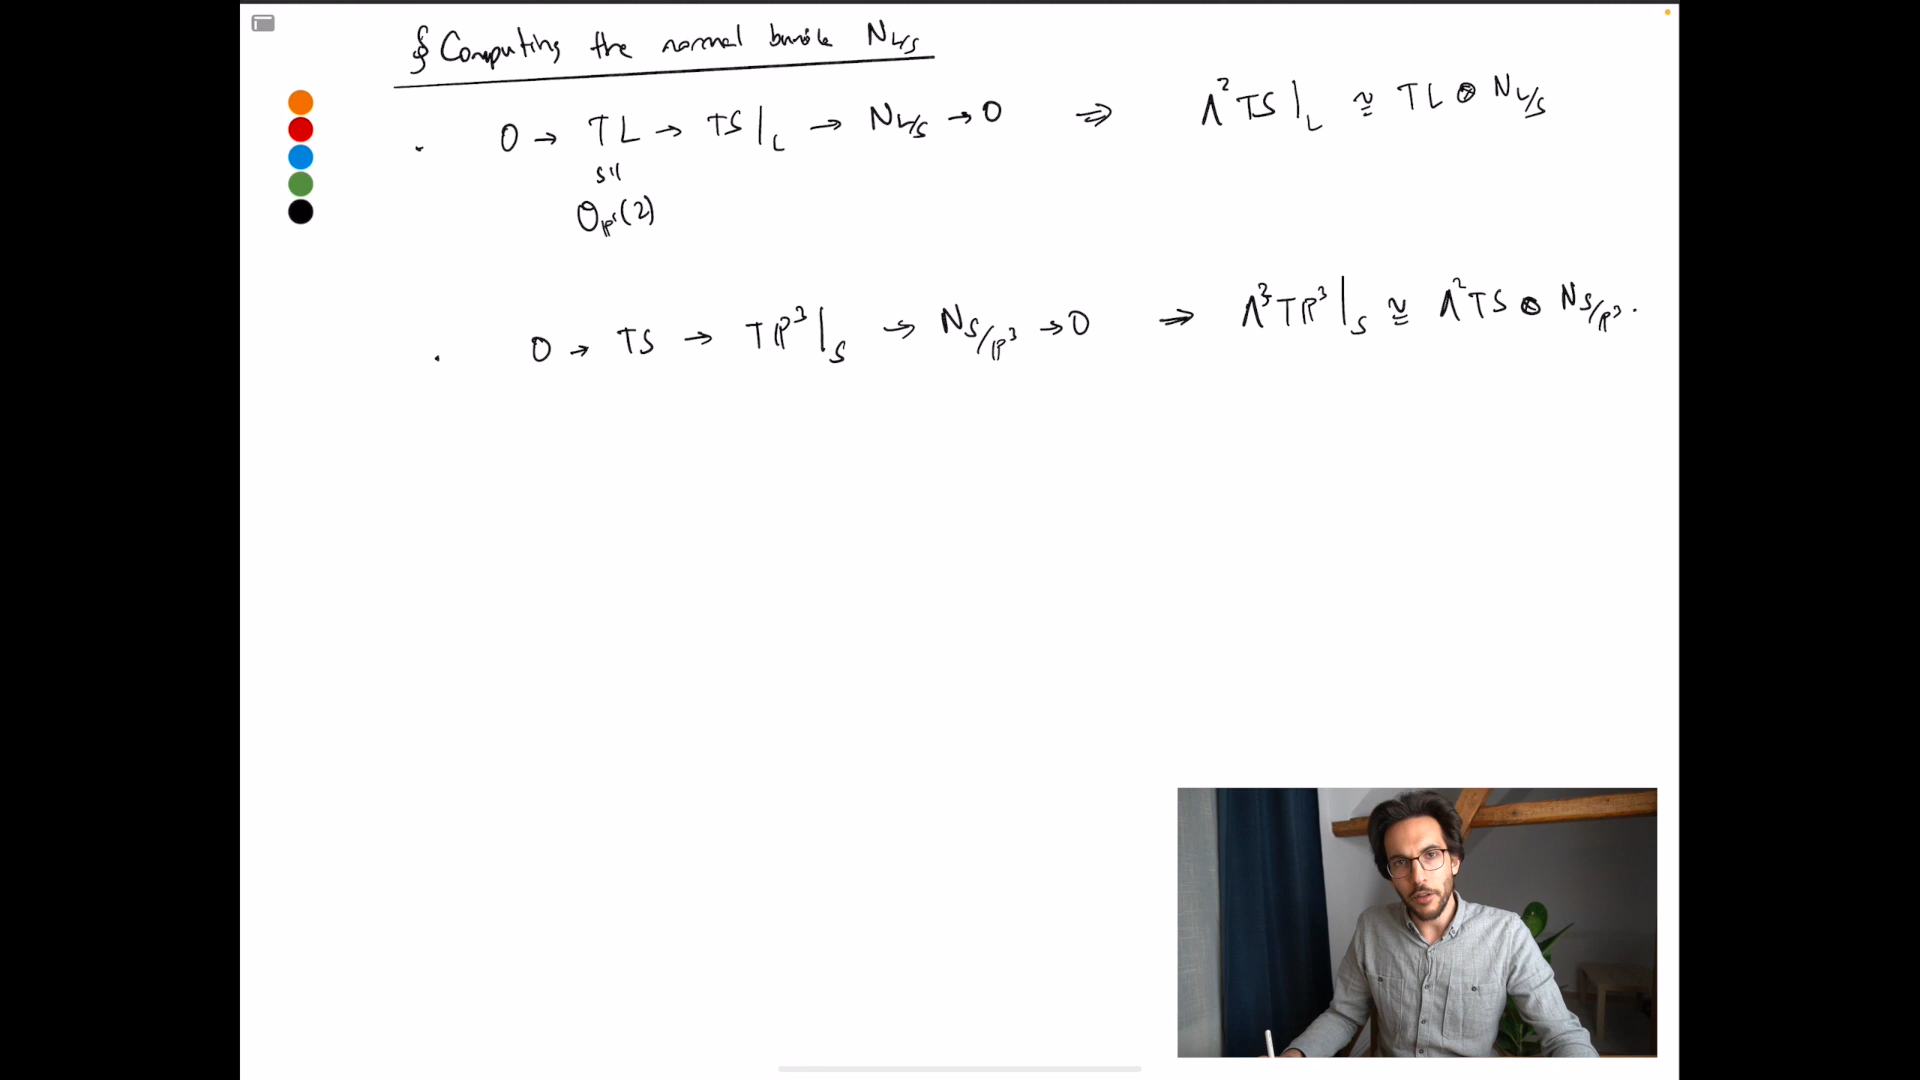 § Computing the normal bundle N_{L/S}
· 0 → TL → TS|_L → N_{L/S} → 0 ⇒ Λ²TS|_L ≅ TL ⊗ N_{L/S}
≅
O_{ℙ¹}(2)
· 0 → TS → Tℙ³|_S → N_{S/ℙ³} → 0 ⇒ Λ³Tℙ³|_S ≅ Λ²TS ⊗ N_{S/ℙ³}.